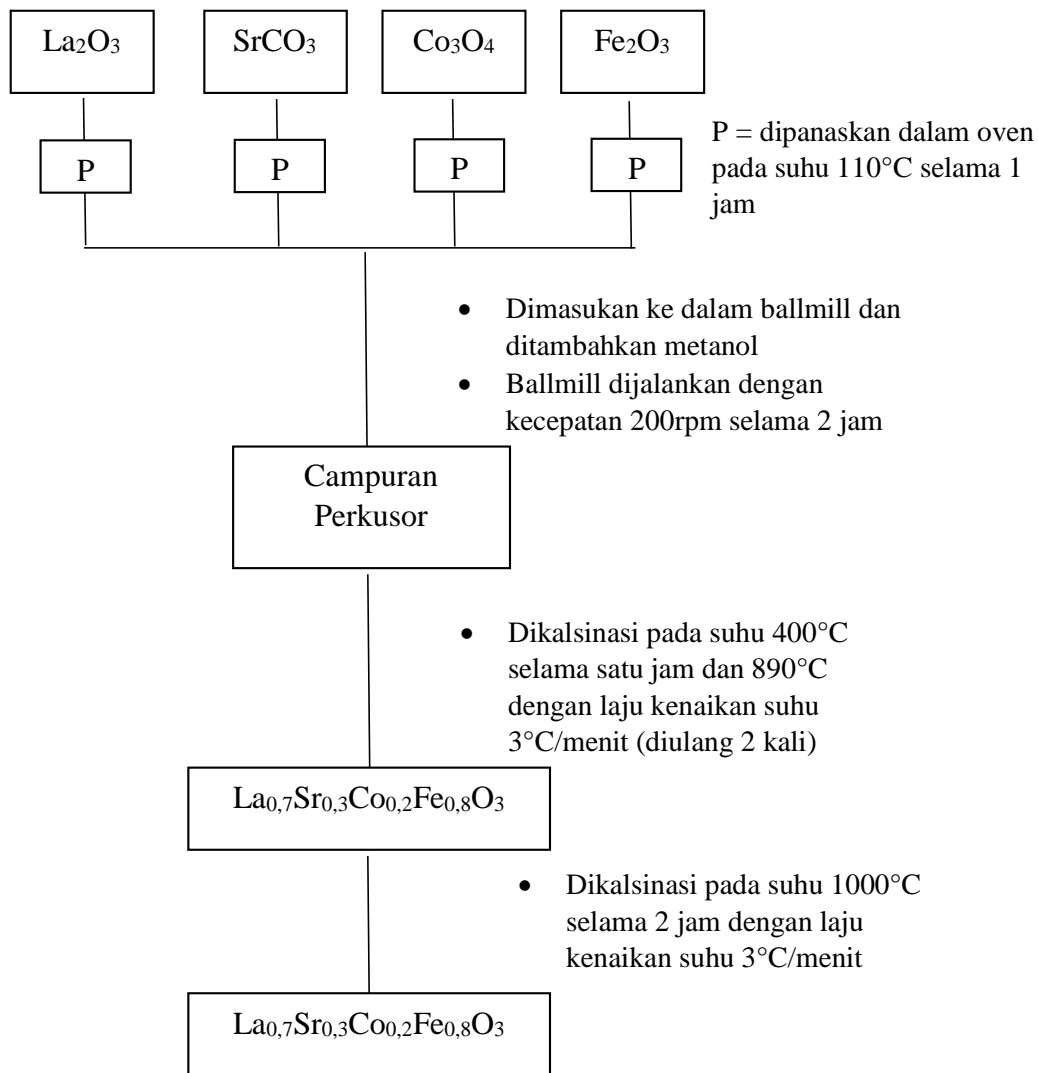 La₂O₃
SrCO₃
Co₃O₄
Fe₂O₃
P
P
P
P
P = dipanaskan dalam oven
pada suhu 110°C selama 1
jam
• Dimasukan ke dalam ballmill dan
ditambahkan metanol
• Ballmill dijalankan dengan
kecepatan 200rpm selama 2 jam
Campuran
Perkusor
• Dikalsinasi pada suhu 400°C
selama satu jam dan 890°C
dengan laju kenaikan suhu
3°C/menit (diulang 2 kali)
La₀,₇Sr₀,₃Co₀,₂Fe₀,₈O₃
• Dikalsinasi pada suhu 1000°C
selama 2 jam dengan laju
kenaikan suhu 3°C/menit
La₀,₇Sr₀,₃Co₀,₂Fe₀,₈O₃